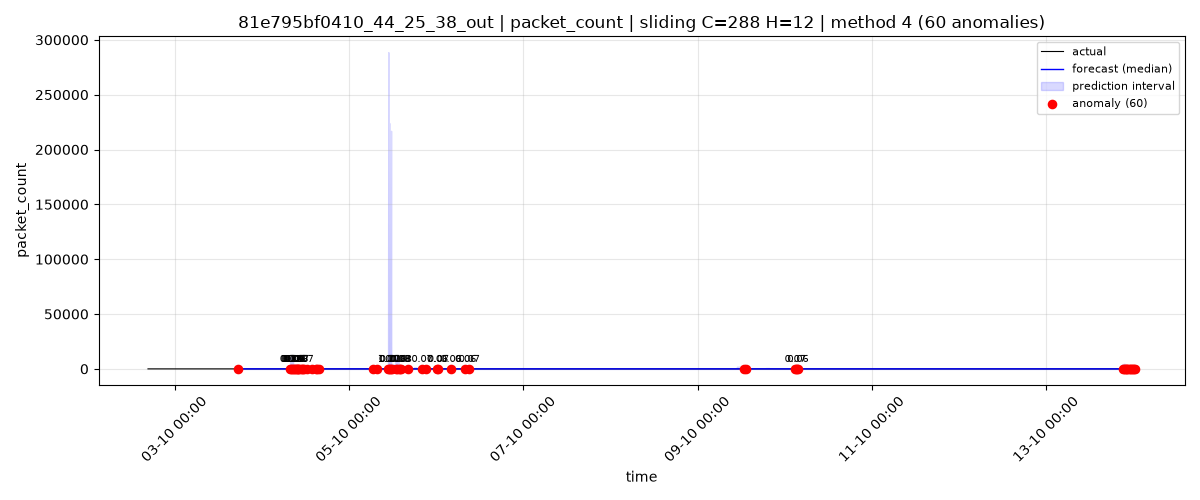 81e795bf0410_44_25_38_out | packet_count | sliding C=288 H=12 | method 4 (60 anomalies)
actual
forecast (median)
prediction interval
anomaly (60)
packet_count
300000
250000
200000
150000
100000
50000
0
03-10 00:00
05-10 00:00
07-10 00:00
09-10 00:00
11-10 00:00
13-10 00:00
time